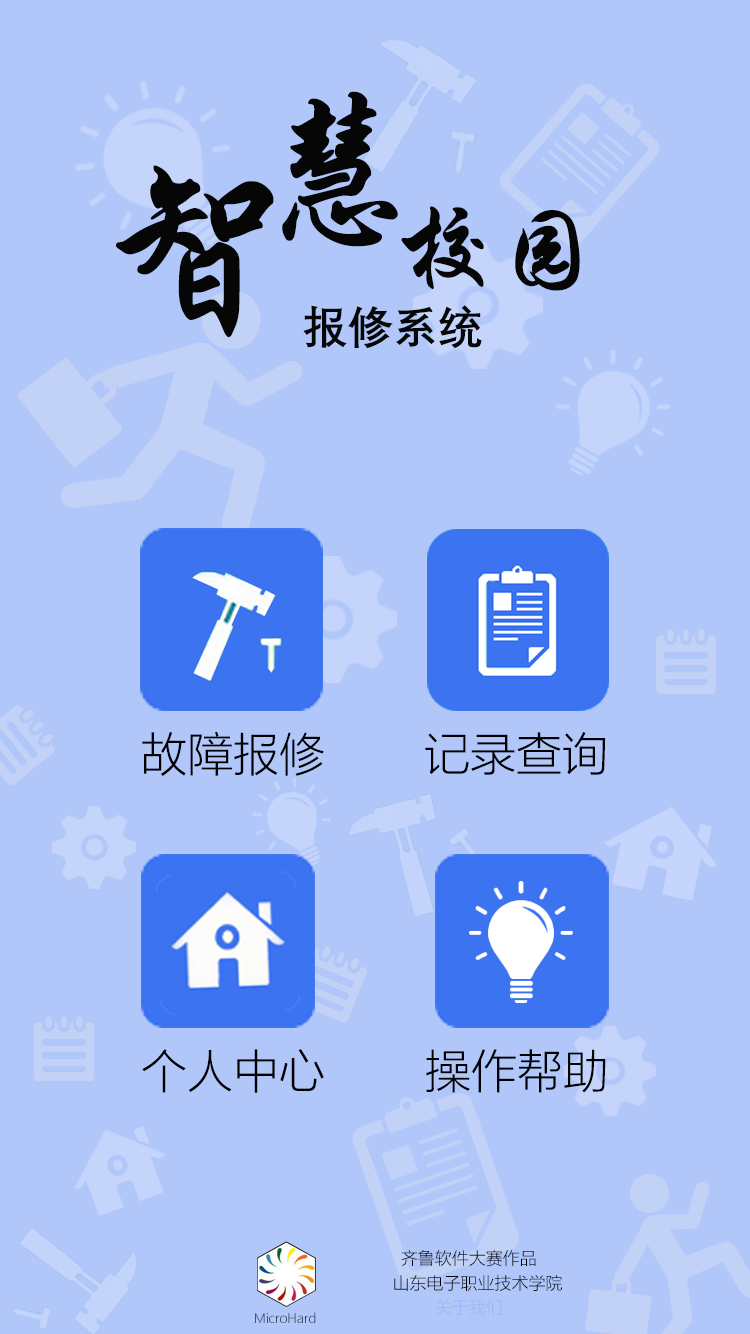 智慧校园
报修系统
故障报修
记录查询
个人中心
操作帮助
MicroHard
齐鲁软件大赛作品
山东电子职业技术学院
关于我们